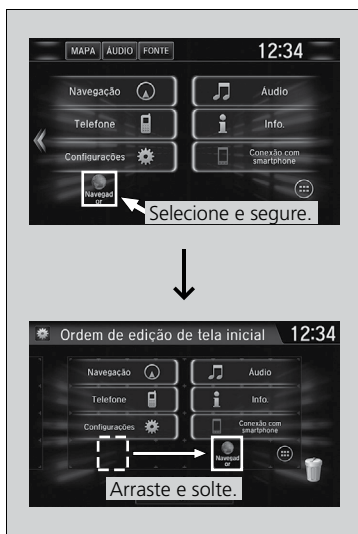 MAPA ÁUDIO FONTE 12:34
Navegação Áudio
Telefone Info.
Configurações Conexão com
smartphone
Navegad
or
Selecione e segure.
Ordem de edição de tela inicial 12:34
Navegação Áudio
Telefone Info.
Configurações Conexão com
smartphone
Navegad
or
Arraste e solte.